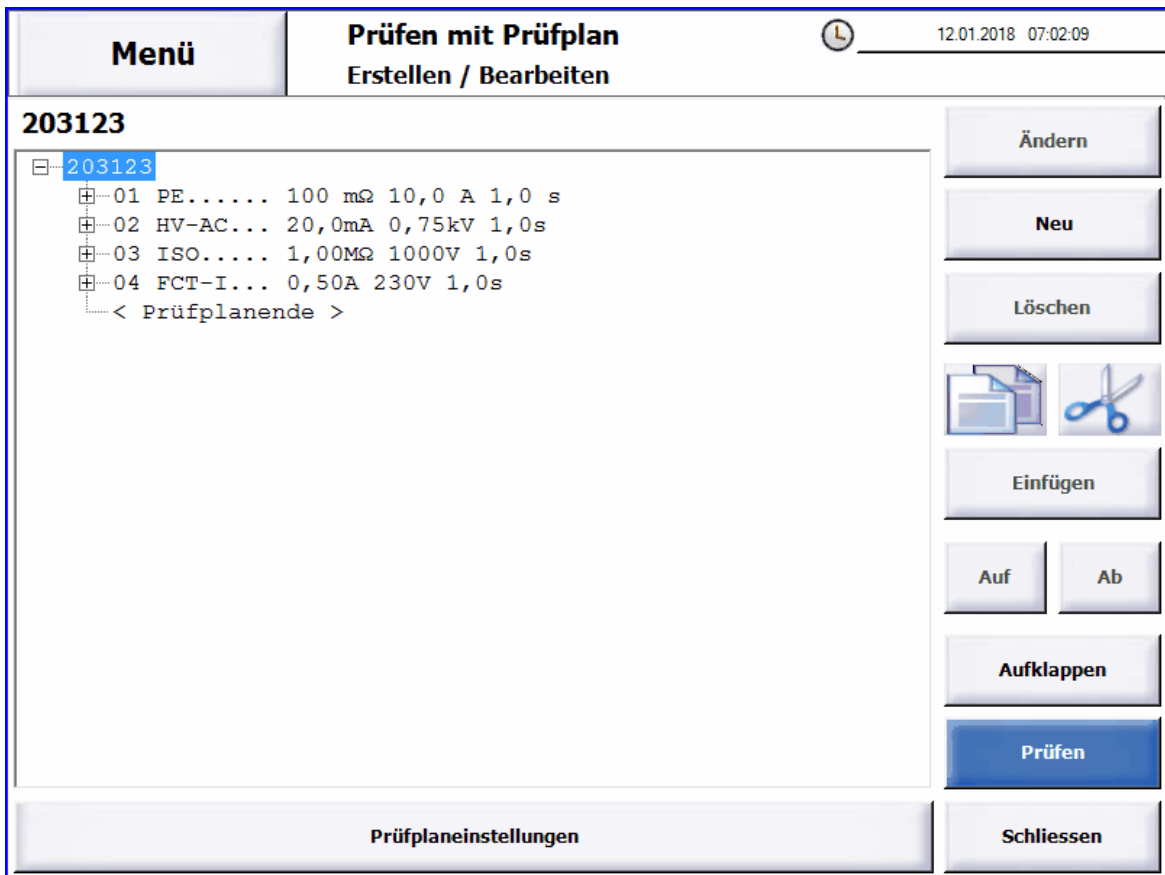 Menü
Prüfen mit Prüfplan
Erstellen / Bearbeiten
12.01.2018 07:02:09
203123
203123
01 PE...... 100 mΩ 10,0 A 1,0 s
02 HV-AC... 20,0mA 0,75kV 1,0s
03 ISO..... 1,00MΩ 1000V 1,0s
04 FCT-I... 0,50A 230V 1,0s
< Prüfplanende >
Ändern
Neu
Löschen
Einfügen
Auf
Ab
Aufklappen
Prüfen
Prüfplaneinstellungen
Schliessen